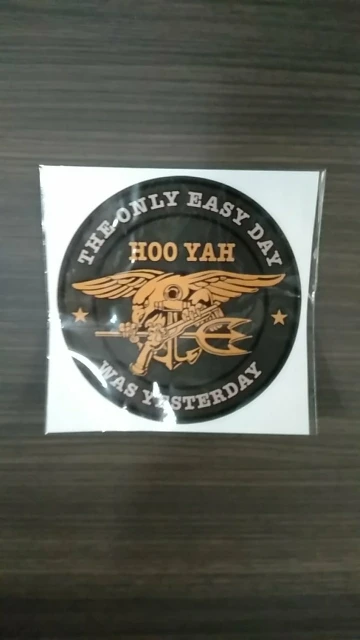 THE ONLY EASY DAY
HOO YAH
WAS YESTERDAY